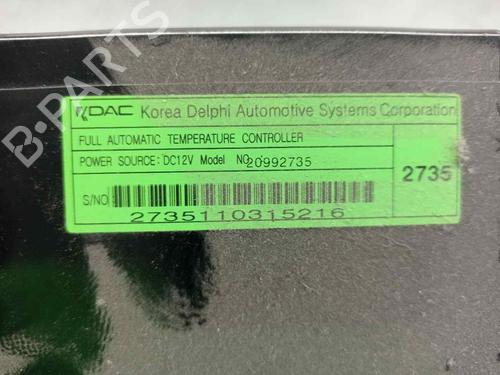 KDAC Korea Delphi Automotive Systems Corporation
FULL AUTOMATIC TEMPERATURE CONTROLLER
POWER SOURCE: DC12V Model NO. 20992735
2735
S/NO
2735110315216
B-PARTS